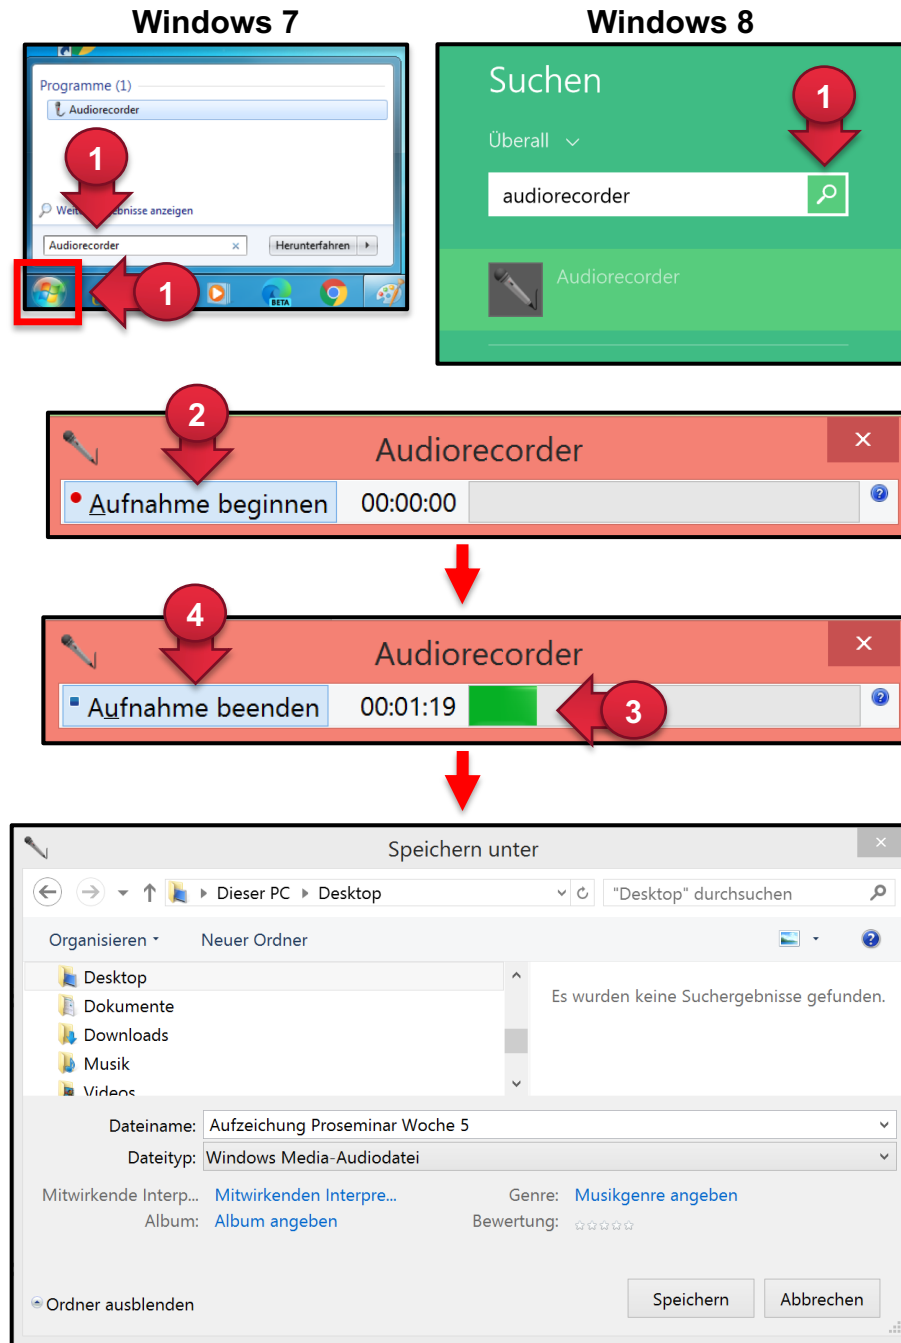 Windows 7
Windows 8
Programme (1)
Audiorecorder
1
Weit ebnisse anzeigen
Audiorecorder
×
Herunterfahren
1
BETA
Suchen
1
Überall
audiorecorder
Audiorecorder
2
Audiorecorder
×
Aufnahme beginnen 00:00:00
?
4
Audiorecorder
×
Aufnahme beenden 00:01:19
3
?
Speichern unter
×
Dieser PC Desktop
"Desktop" durchsuchen
Organisieren Neuer Ordner
?
Desktop
Es wurden keine Suchergebnisse gefunden.
Dokumente
Downloads
Musik
Videos
Dateiname: Aufzeichung Proseminar Woche 5
Dateityp: Windows Media-Audiodatei
Mitwirkende Interp... Mitwirkenden Interpre... Genre: Musikgenre angeben
Album: Album angeben Bewertung:
Ordner ausblenden
Speichern
Abbrechen